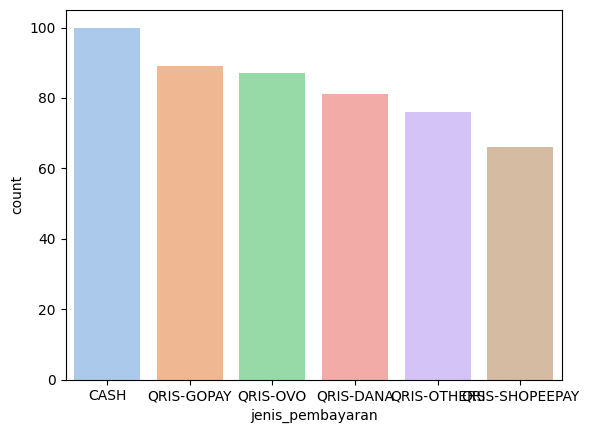 count
100
80
60
40
20
0
CASH QRIS-GOPAY QRIS-OVO QRIS-DANA QRIS-OTHERS QRIS-SHOPEEPAY
jenis_pembayaran